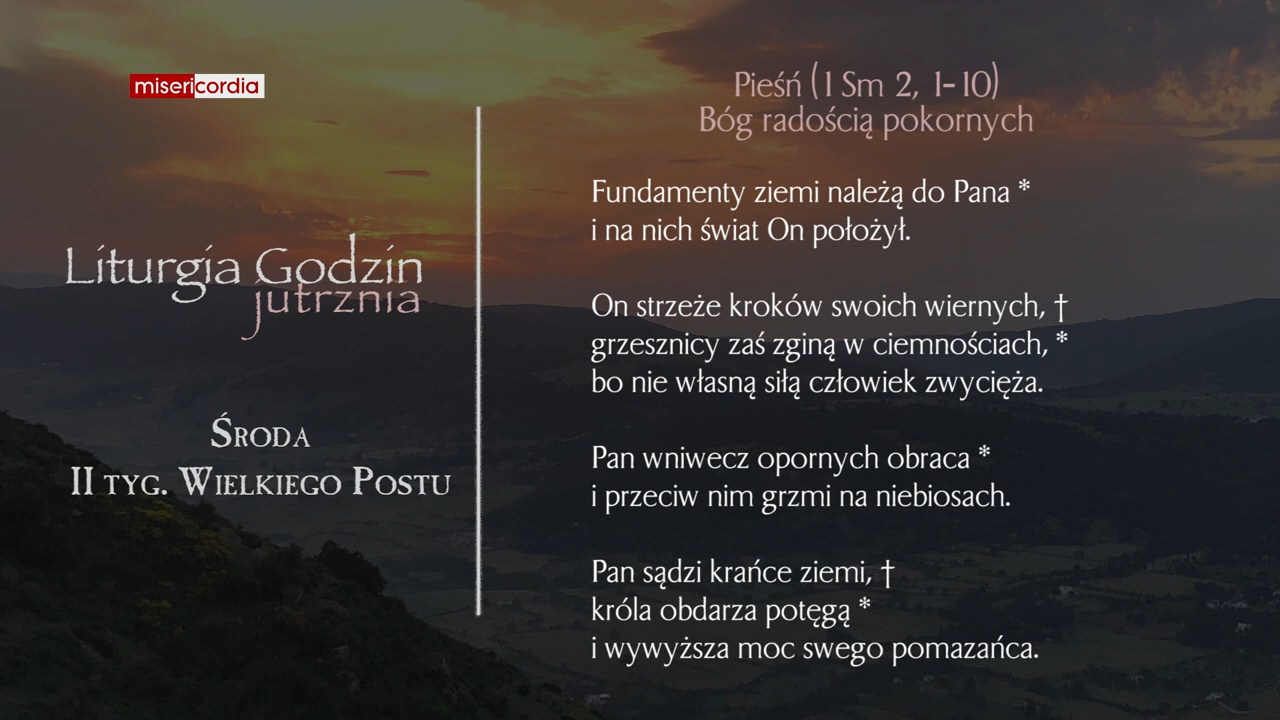 misericordia
Liturgia Godzin
jutrznia
Środa
II tyg. Wielkiego Postu
Pieśń (1 Sm 2, 1-10)
Bóg radością pokornych
Fundamenty ziemi należą do Pana *
i na nich świat On położył.
On strzeże kroków swoich wiernych, †
grzesznicy zaś zginą w ciemnościach, *
bo nie własną siłą człowiek zwycięża.
Pan wniwecz opornych obraca *
i przeciw nim grzmi na niebiosach.
Pan sądzi krańce ziemi, †
króla obdarza potęgą *
i wywyższa moc swego pomazańca.